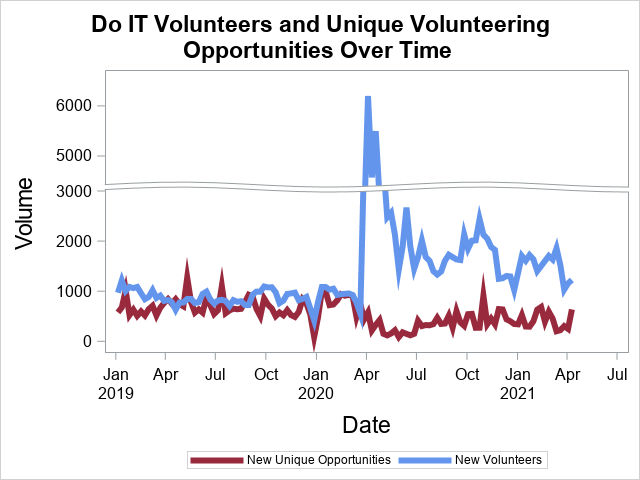 Do IT Volunteers and Unique Volunteering
Opportunities Over Time
6000
5000
3000
2000
1000
0
Volume
Jan Apr Jul Oct Jan Apr Jul Oct Jan Apr Jul
2019 2020 2021
Date
New Unique Opportunities New Volunteers